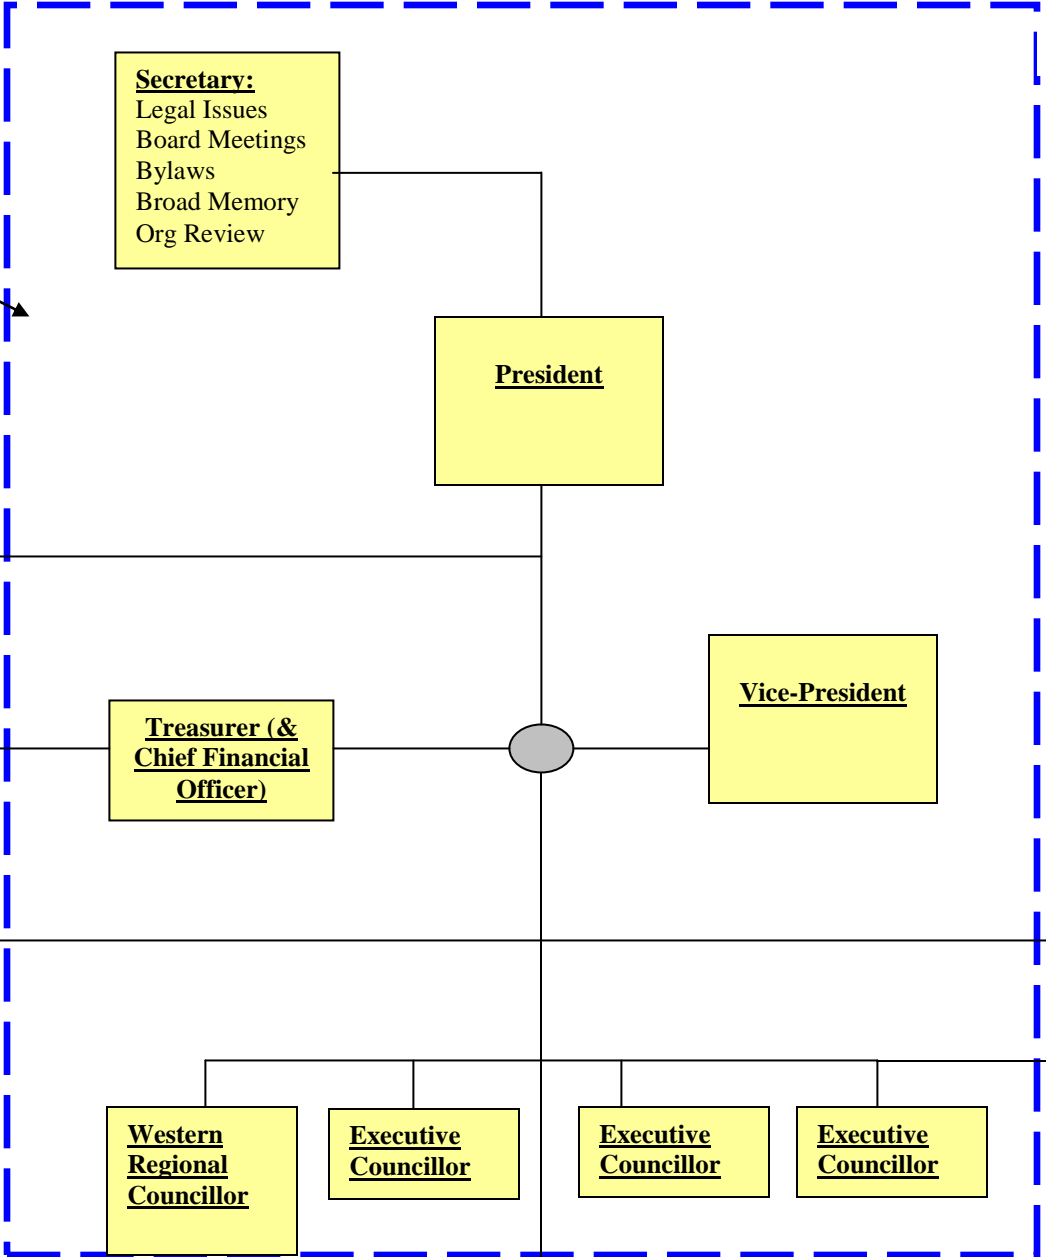 Secretary:
Legal Issues
Board Meetings
Bylaws
Broad Memory
Org Review
President
Vice-President
Treasurer (&
Chief Financial
Officer)
Western
Regional
Councillor
Executive
Councillor
Executive
Councillor
Executive
Councillor